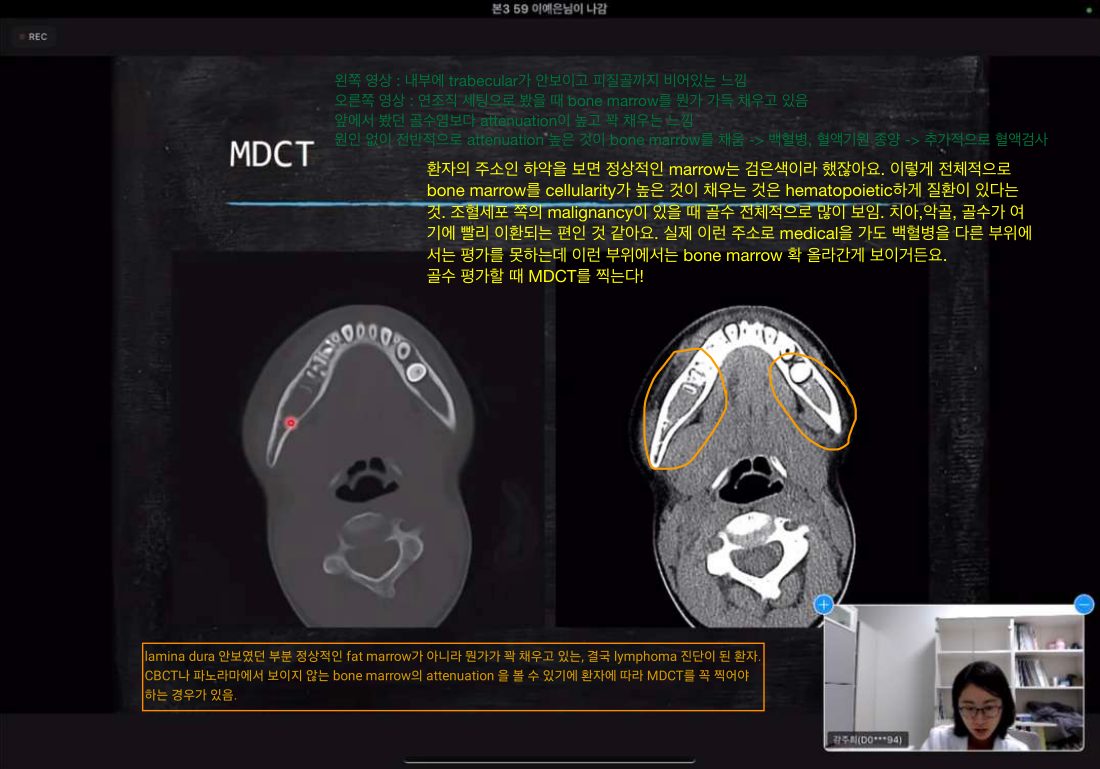 본3 59 이예은님이 나감
REC
왼쪽 영상 : 내부에 trabecular가 안보이고 피질골까지 비어있는 느낌
오른쪽 영상 : 연조직 세팅으로 봤을 때 bone marrow를 뭔가 가득 채우고 있음
앞에서 봤던 골수염보다 attenuation이 높고 꽉 채우는 느낌
원인 없이 전반적으로 attenuation 높은 것이 bone marrow를 채움 -> 백혈병, 혈액기원 종양 -> 추가적으로 혈액검사
MDCT
환자의 주소인 하악을 보면 정상적인 marrow는 검은색이라 했잖아요. 이렇게 전체적으로
bone marrow를 cellularity가 높은 것이 채우는 것은 hematopoietic하게 질환이 있다는
것. 조혈세포 쪽의 malignancy이 있을 때 골수 전체적으로 많이 보임. 치아,악골, 골수가 여
기에 빨리 이환되는 편인 것 같아요. 실제 이런 주소로 medical을 가도 백혈병을 다른 부위에
서는 평가를 못하는데 이런 부위에서는 bone marrow 확 올라간게 보이거든요.
골수 평가할 때 MDCT를 찍는다!
lamina dura 안보였던 부분 정상적인 fat marrow가 아니라 뭔가가 꽉 채우고 있는, 결국 lymphoma 진단이 된 환자.
CBCT나 파노라마에서 보이지 않는 bone marrow의 attenuation 을 볼 수 있기에 환자에 따라 MDCT를 꼭 찍어야
하는 경우가 있음.
강주희(D0***94)